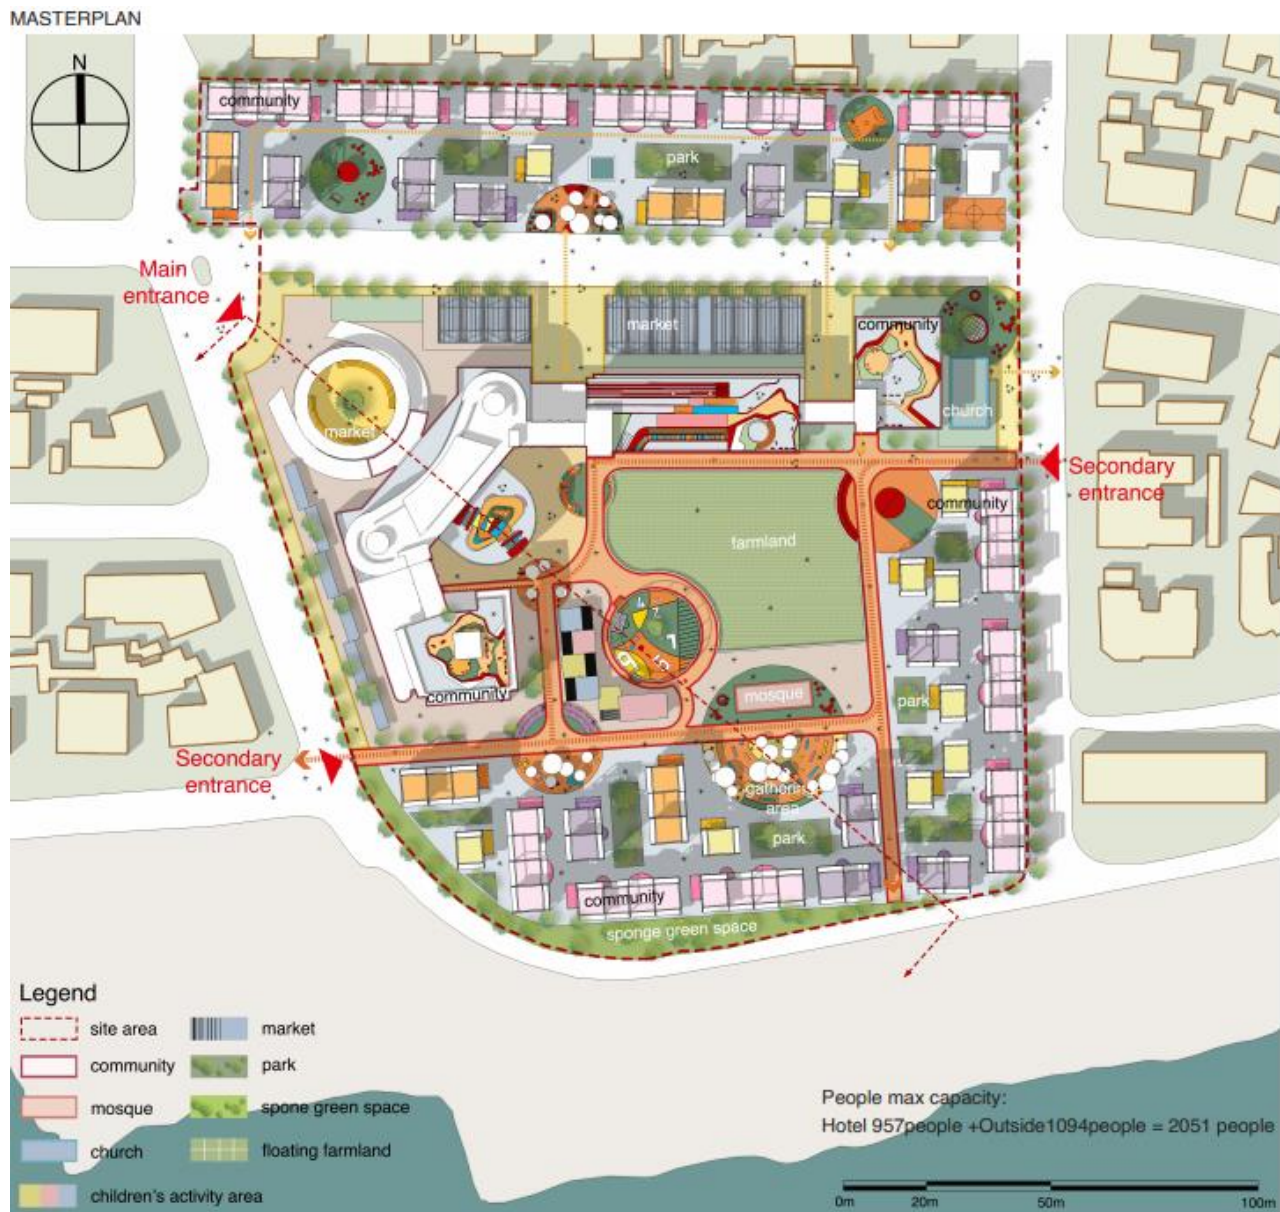 MASTERPLAN
N
community
park
Main
entrance
market
community
church
market
Secondary
entrance
community
farmland
community
mosque
park
Secondary
entrance
gathering
area
park
community
sponge green space
Legend
site area
market
community
park
mosque
spone green space
church
floating farmland
children's activity area
People max capacity:
Hotel 957people +Outside1094people = 2051 people
0m
20m
50m
100m